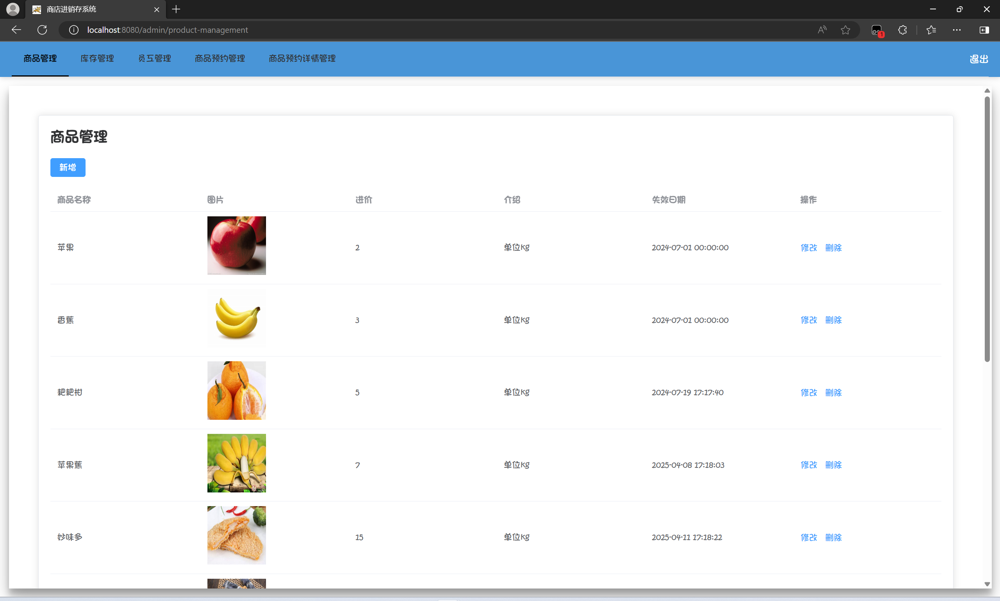 商店进销存系统
localhost:8080/admin/product-management
1
商品管理 库存管理 员工管理 商品预约管理 商品预约详情管理 退出
商品管理
新增
商品名称 图片 进价 介绍 失效日期 操作
苹果 2 单位kg 2024-07-01 00:00:00 修改 删除
香蕉 3 单位kg 2024-07-01 00:00:00 修改 删除
耙耙柑 5 单位kg 2024-07-19 17:17:40 修改 删除
苹果蕉 7 单位kg 2025-04-08 17:18:03 修改 删除
妙味多 15 单位kg 2025-04-11 17:18:22 修改 删除